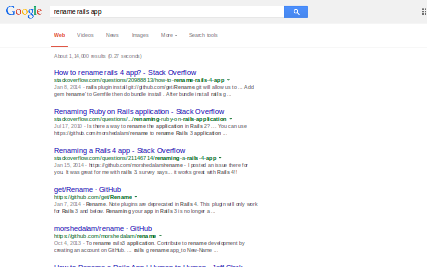 Google
rename rails app
Web Videos News Images More Search tools
About 1,14,000 results (0.27 seconds)
How to rename rails 4 app? - Stack Overflow
stackoverflow.com/questions/20988813/how-to-rename-rails-4-app
Jan 8, 2014 - rails plugin install git://github.com/get/Rename.git will allow us to ... Add
gem 'rename' to Gemfile then do bundle install . After bundle install rails g ...
Renaming Ruby on Rails application - Stack Overflow
stackoverflow.com/questions/.../renaming-ruby-on-rails-application
Jul 17, 2010 - Is there a way to rename the application in Rails 2? ... You can use
https://github.com/morshedalam/rename to rename Rails 3 application ...
Renaming a Rails 4 app - Stack Overflow
stackoverflow.com/questions/21146714/renaming-a-rails-4-app
Jan 15, 2014 - https://github.com/morshedalam/rename - I posted an issue there for
you. It was great for me with rails 3. survey says... it works great with Rails 4!!
get/Rename · GitHub
https://github.com/get/Rename
Jan 7, 2014 - Rename. Note plugins are deprecated in Rails 4. This plugin will only work
for Rails 3 and below. Renaming your app in Rails 3 is no longer a ...
morshedalam/rename · GitHub
https://github.com/morshedalam/rename
Oct 4, 2013 - To rename rails3 application. Contribute to rename development by
creating an account on GitHub. ... rails g rename:app_to New-Name ...
How to Rename a Rails App | Human to Human - Jeff